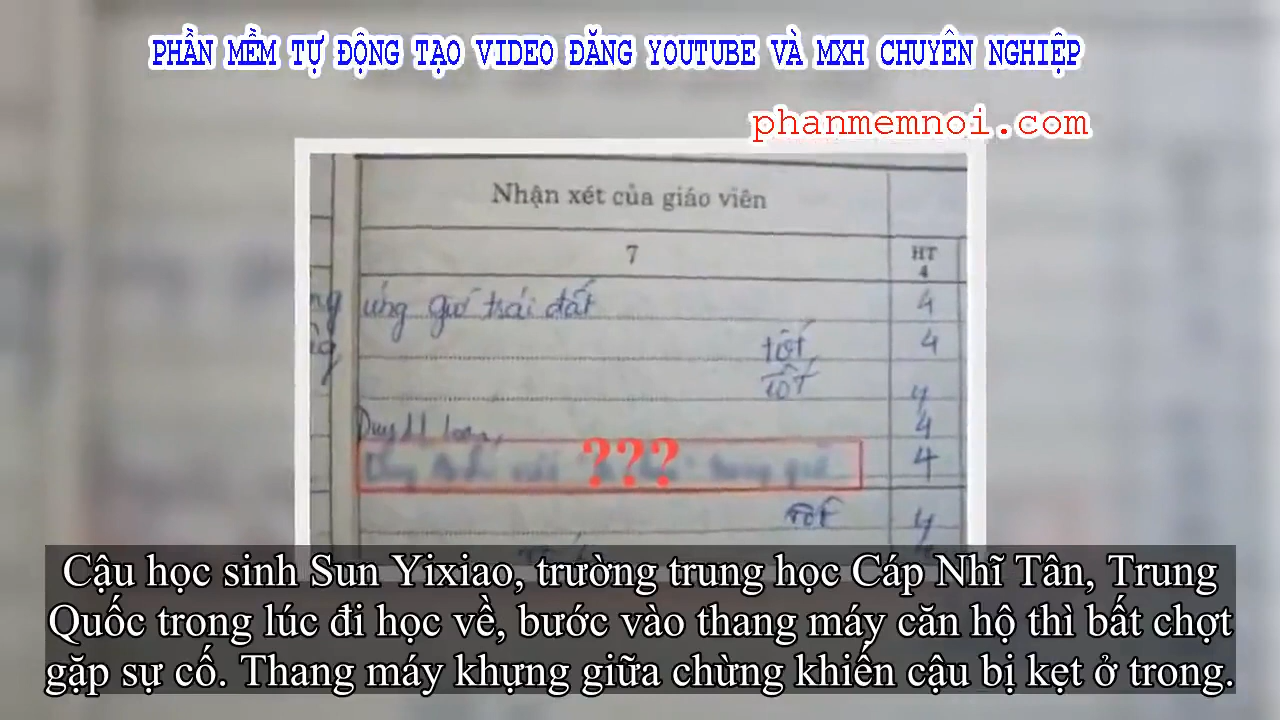 PHẦN MỀM TỰ ĐỘNG TẠO VIDEO ĐĂNG YOUTUBE VÀ MXH CHUYÊN NGHIỆP
phanmemnoi.com
Nhận xét của giáo viên
7
HT
4
ứng giờ trái đất
4
tốt,
4
Tốt
4
4
???
4
Tốt
4
Cậu học sinh Sun Yixiao, trường trung học Cáp Nhĩ Tân, Trung
Quốc trong lúc đi học về, bước vào thang máy căn hộ thì bất chợt
gặp sự cố. Thang máy khựng giữa chừng khiến cậu bị kẹt ở trong.